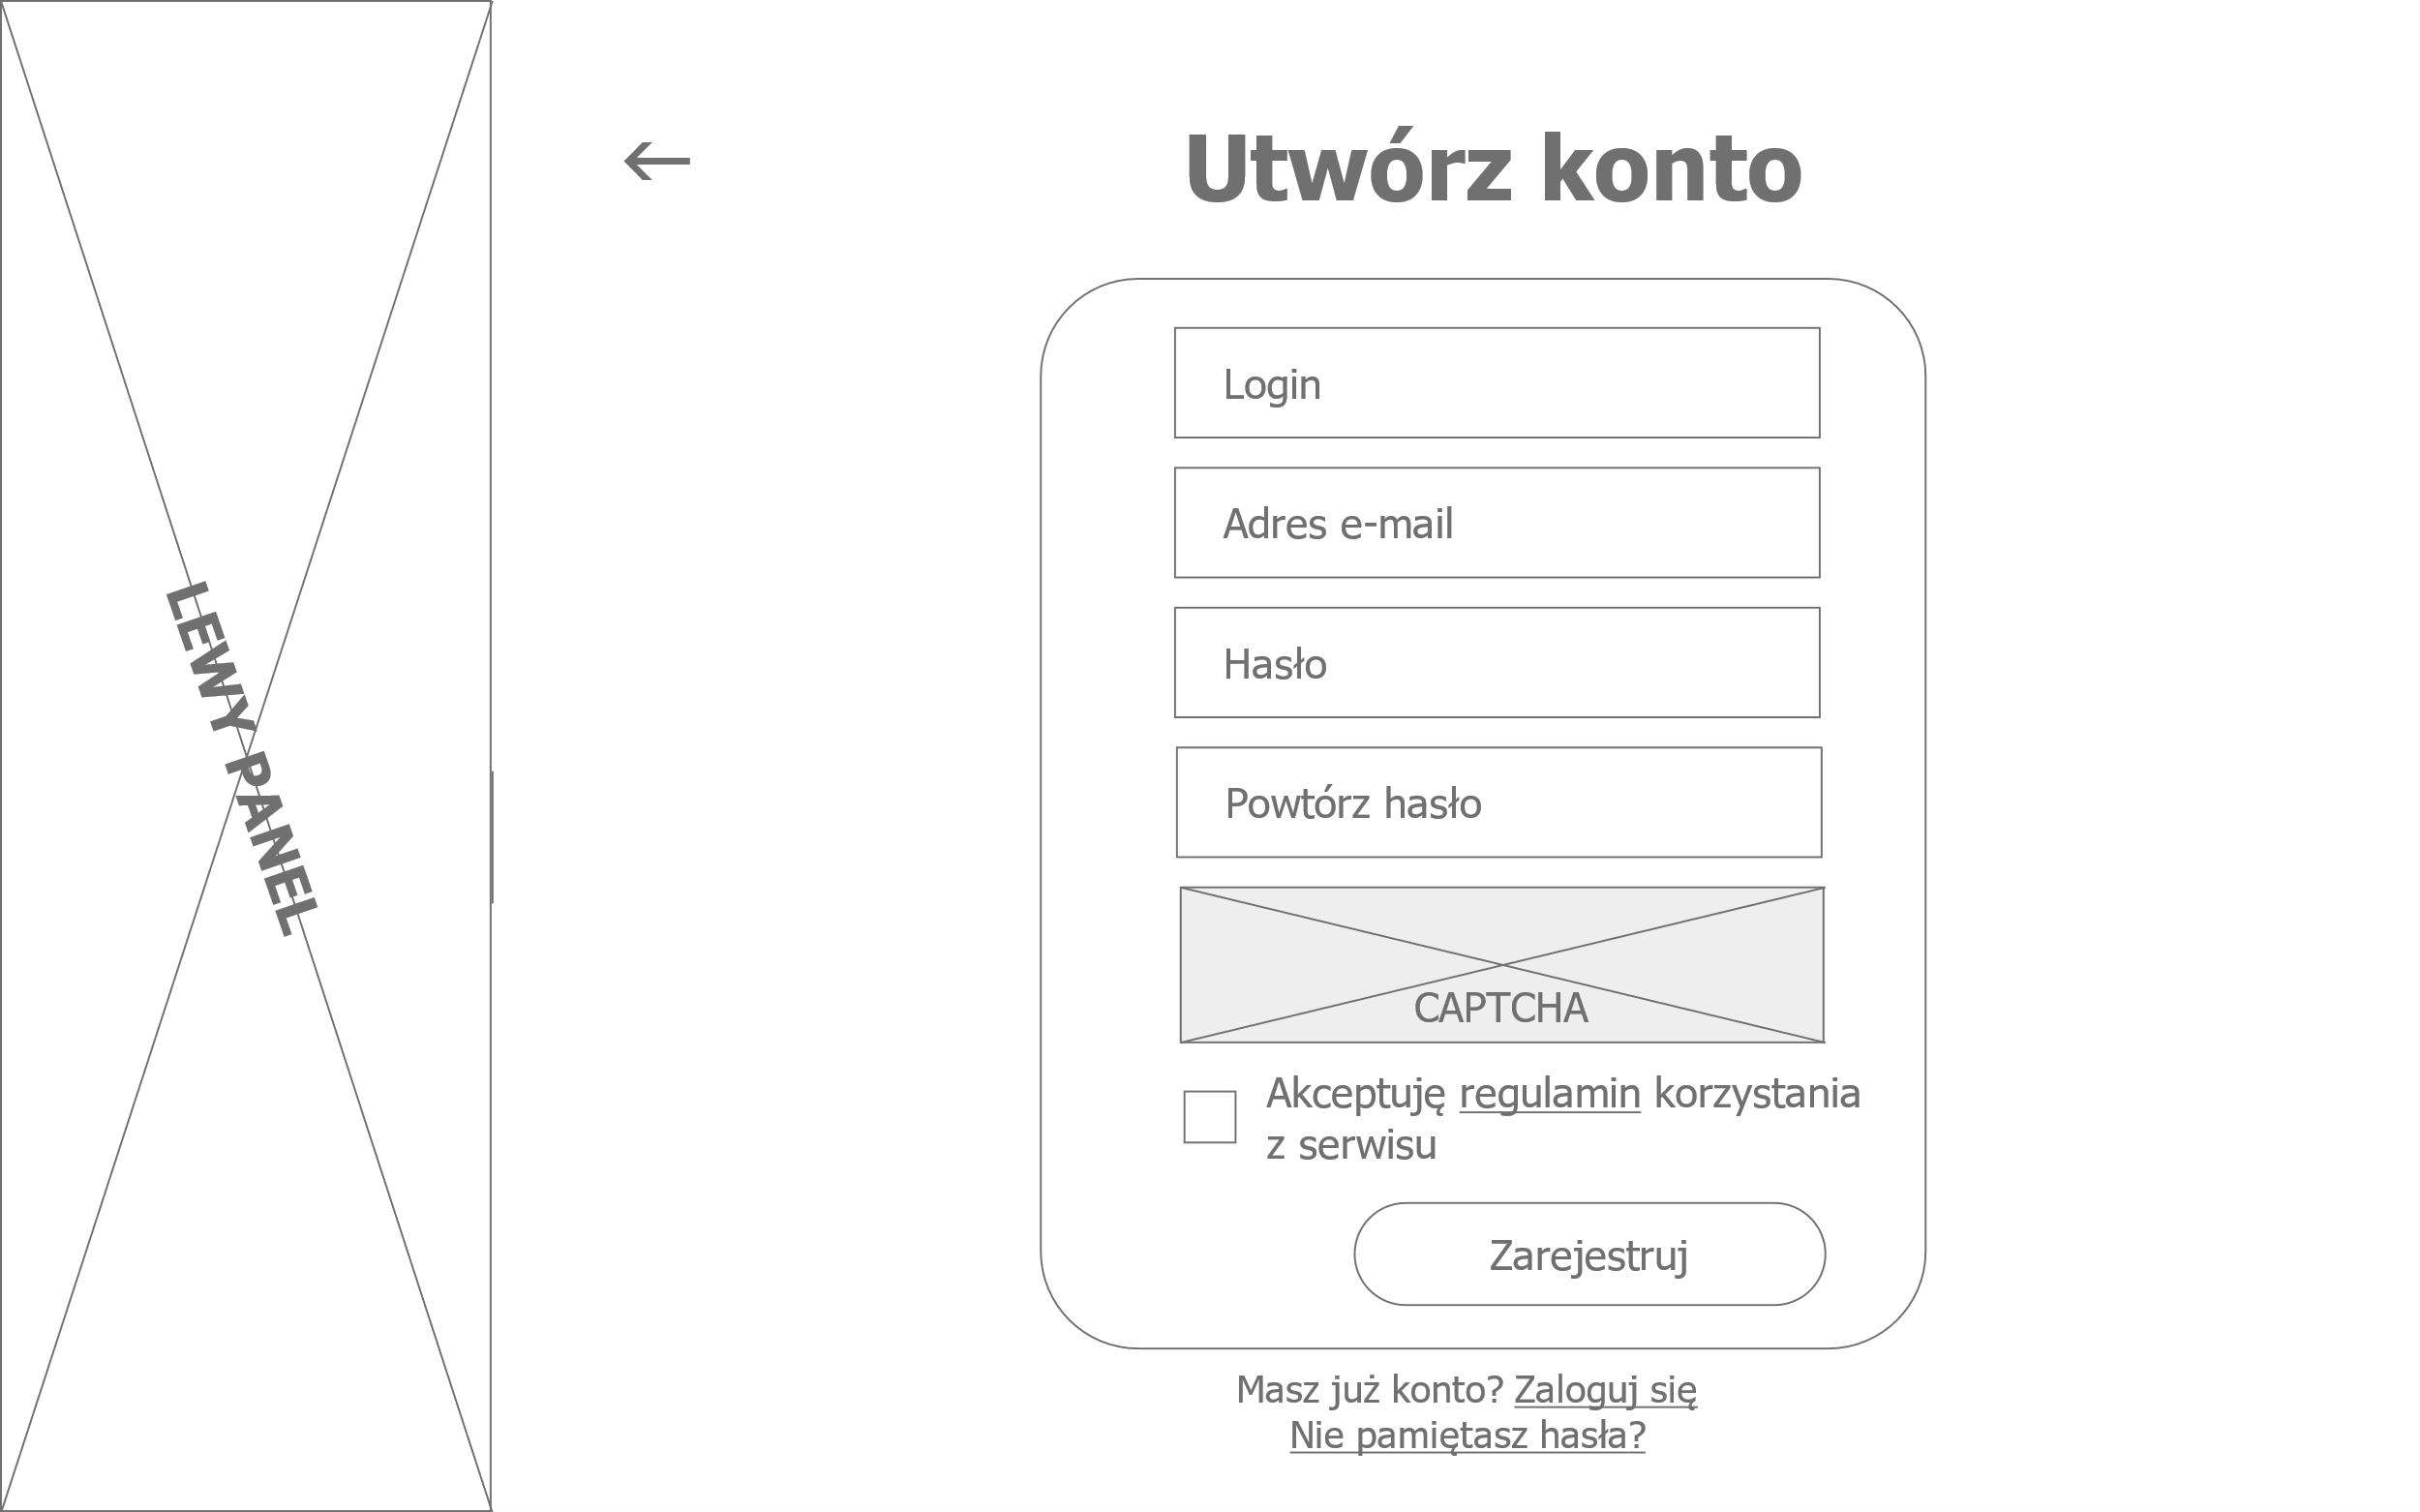 LEWY PANEL
Utwórz konto
Login
Adres e-mail
Hasło
Powtórz hasło
CAPTCHA
Akceptuję regulamin korzystania
z serwisu
Zarejestruj
Masz już konto? Zaloguj się
Nie pamiętasz hasła?